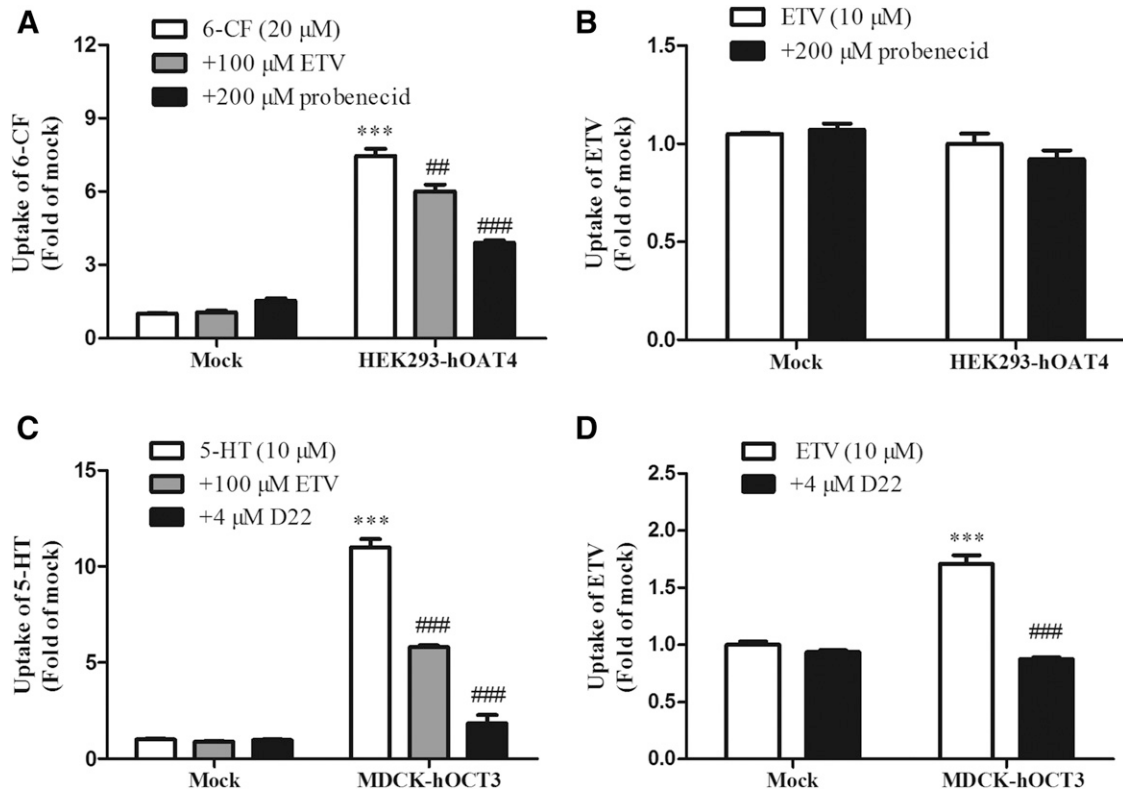 A
6-CF (20 μM)
+100 μM ETV
+200 μM probenecid
Uptake of 6-CF
(Fold of mock)
12
9
6
3
0
***
##
###
Mock
HEK293-hOAT4
B
ETV (10 μM)
+200 μM probenecid
Uptake of ETV
(Fold of mock)
1.5
1.0
0.5
0.0
Mock
HEK293-hOAT4
C
5-HT (10 μM)
+100 μM ETV
+4 μM D22
Uptake of 5-HT
(Fold of mock)
15
10
5
0
***
###
###
Mock
MDCK-hOCT3
D
ETV (10 μM)
+4 μM D22
Uptake of ETV
(Fold of mock)
2.5
2.0
1.5
1.0
0.5
0.0
***
###
Mock
MDCK-hOCT3